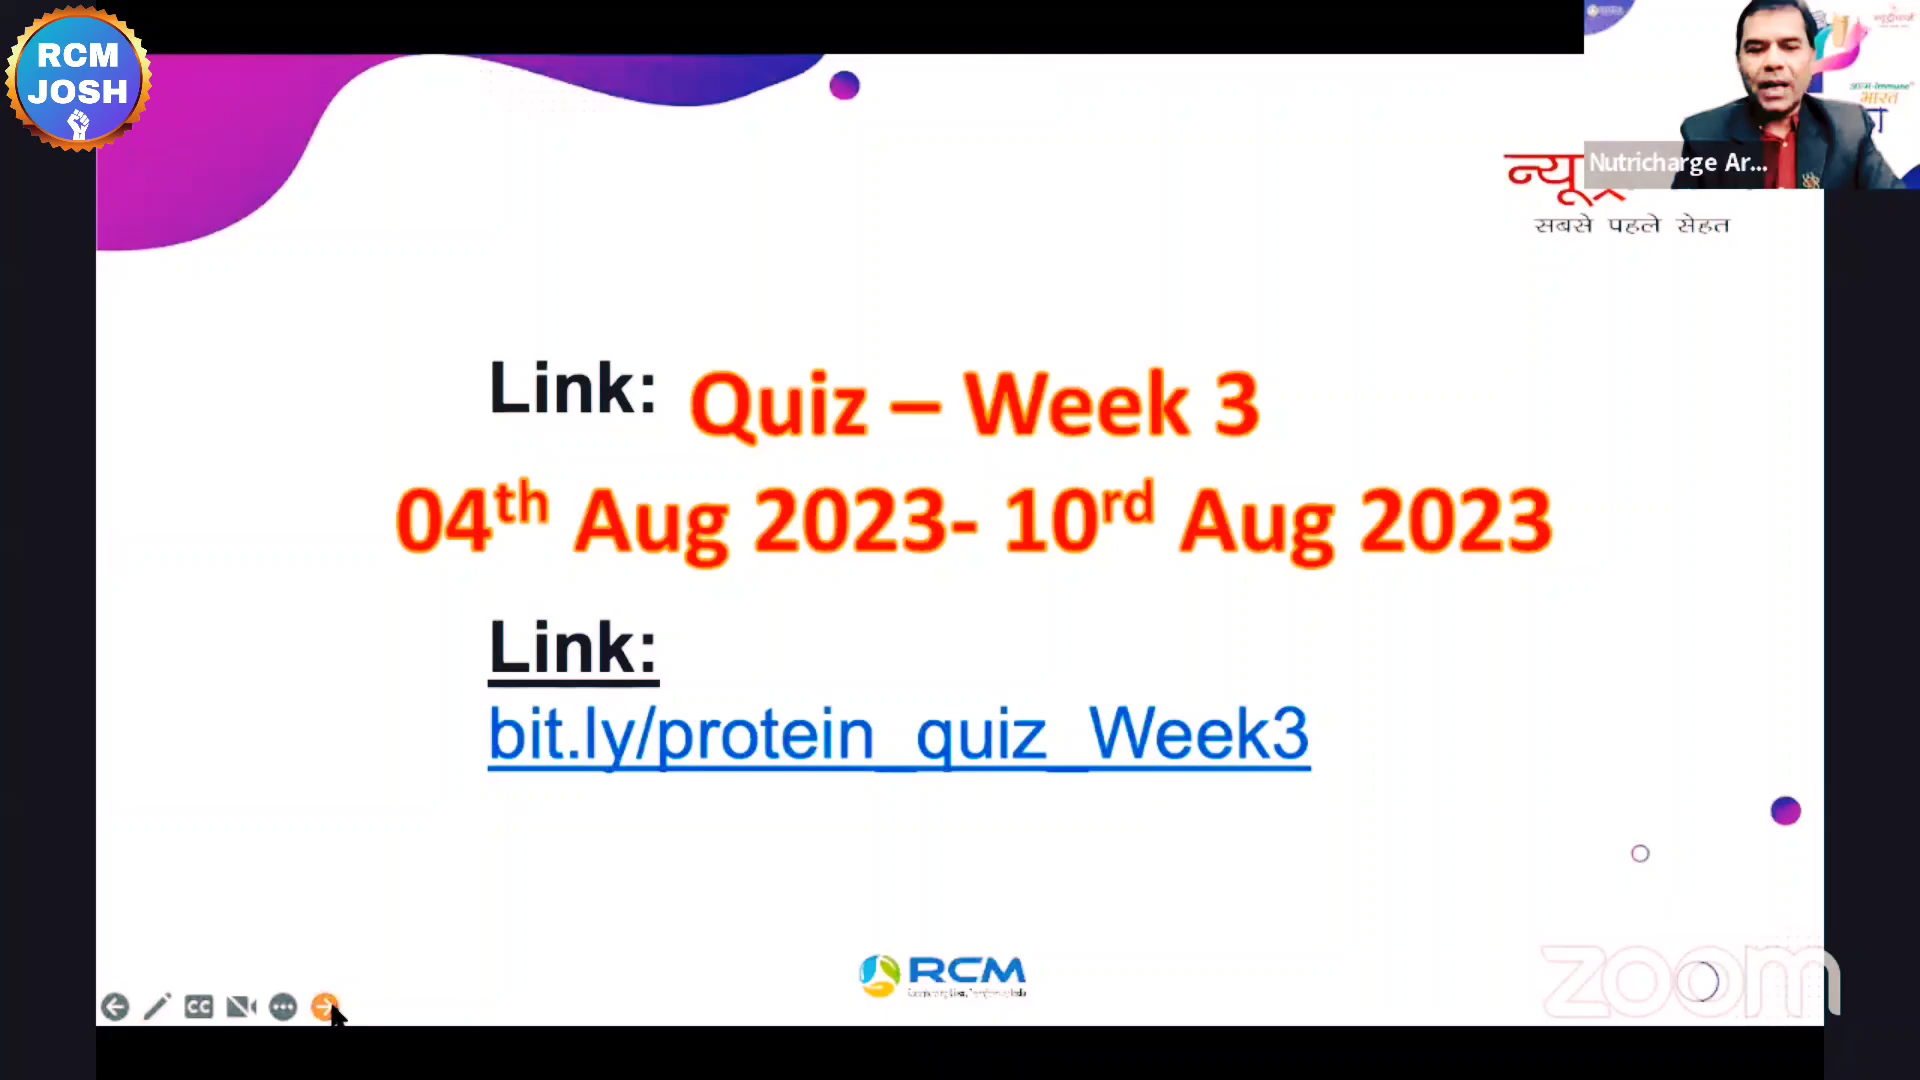 RCM
JOSH
Nutricharge Ar...
सबसे पहले सेहत
Link: Quiz – Week 3
04th Aug 2023- 10rd Aug 2023
Link:
bit.ly/protein_quiz_Week3
RCM
CC
zoom